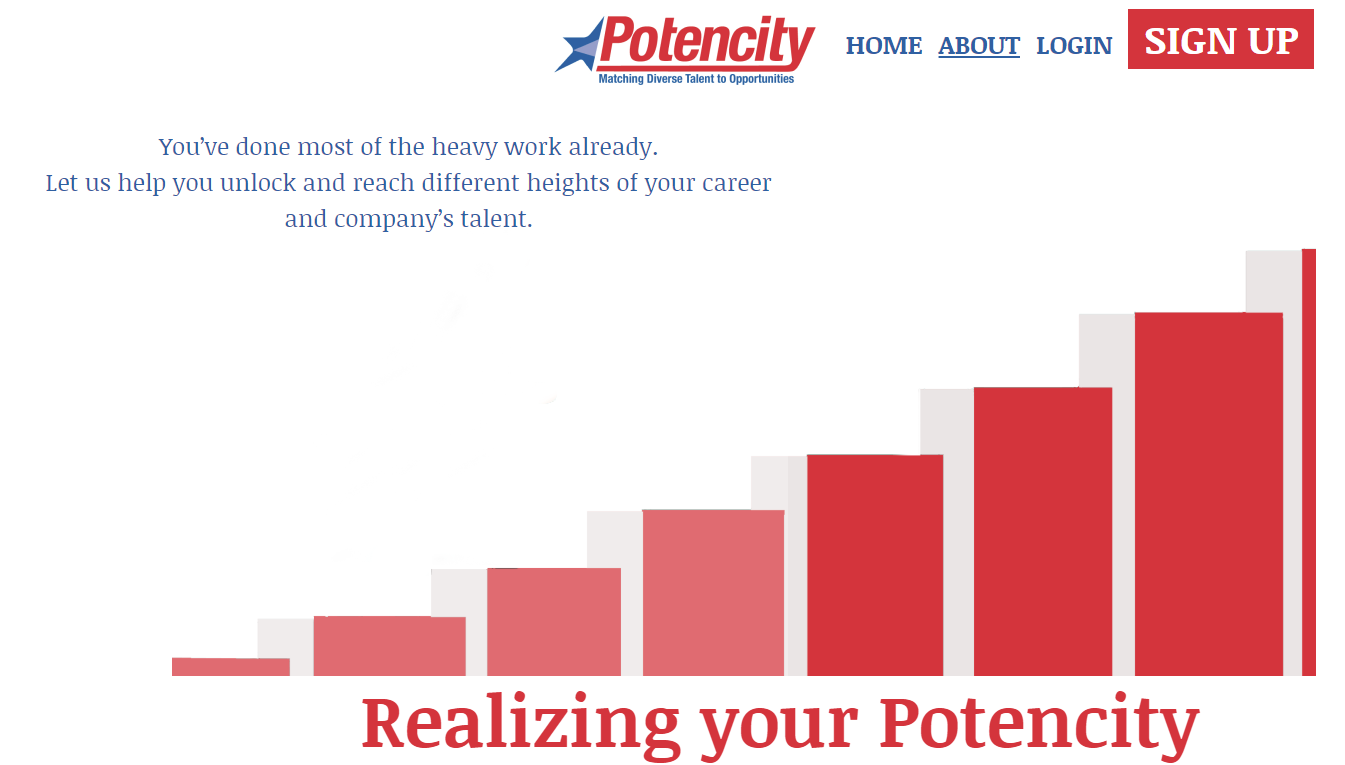 Potencity
Matching Diverse Talent to Opportunities
HOME ABOUT LOGIN SIGN UP
You’ve done most of the heavy work already.
Let us help you unlock and reach different heights of your career
and company’s talent.
Realizing your Potencity